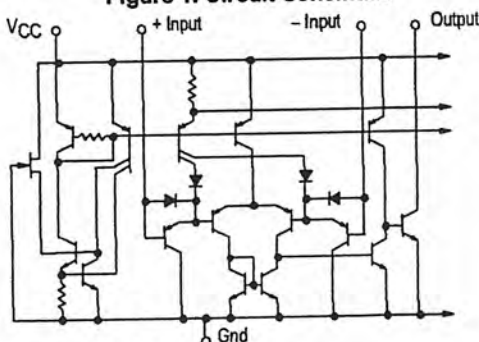 VCC
+ Input
– Input
Output
Gnd